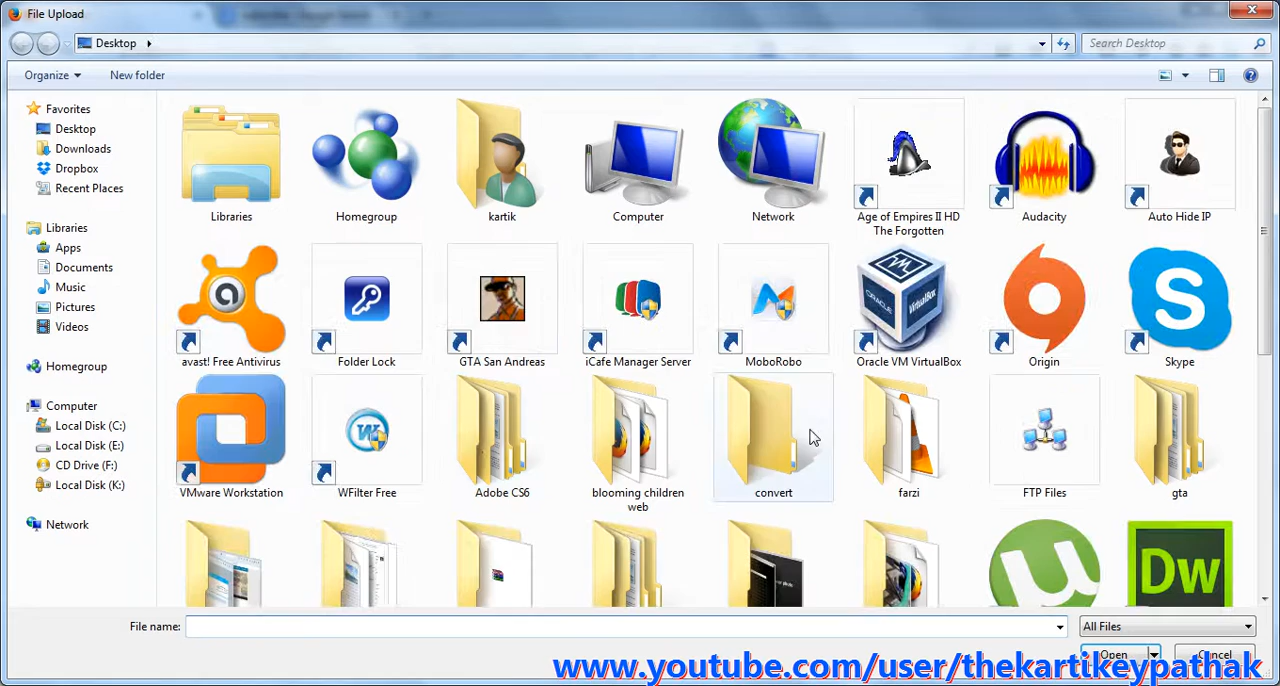 File Upload
Desktop
Search Desktop
Organize
New folder
Favorites
Desktop
Downloads
Dropbox
Recent Places
Libraries
Apps
Documents
Music
Pictures
Videos
Homegroup
Computer
Local Disk (C:)
Local Disk (E:)
CD Drive (F:)
Local Disk (K:)
Network
Libraries
Homegroup
kartik
Computer
Network
Age of Empires II HD
The Forgotten
Audacity
Auto Hide IP
avast! Free Antivirus
Folder Lock
GTA San Andreas
iCafe Manager Server
MoboRobo
ORACLE
VirtualBox
Oracle VM VirtualBox
Origin
Skype
VMware Workstation
WFilter Free
Adobe CS6
blooming children
web
convert
farzi
FTP Files
gta
Dw
File name:
All Files
Open
Cancel
www.youtube.com/user/thekartikeypathak